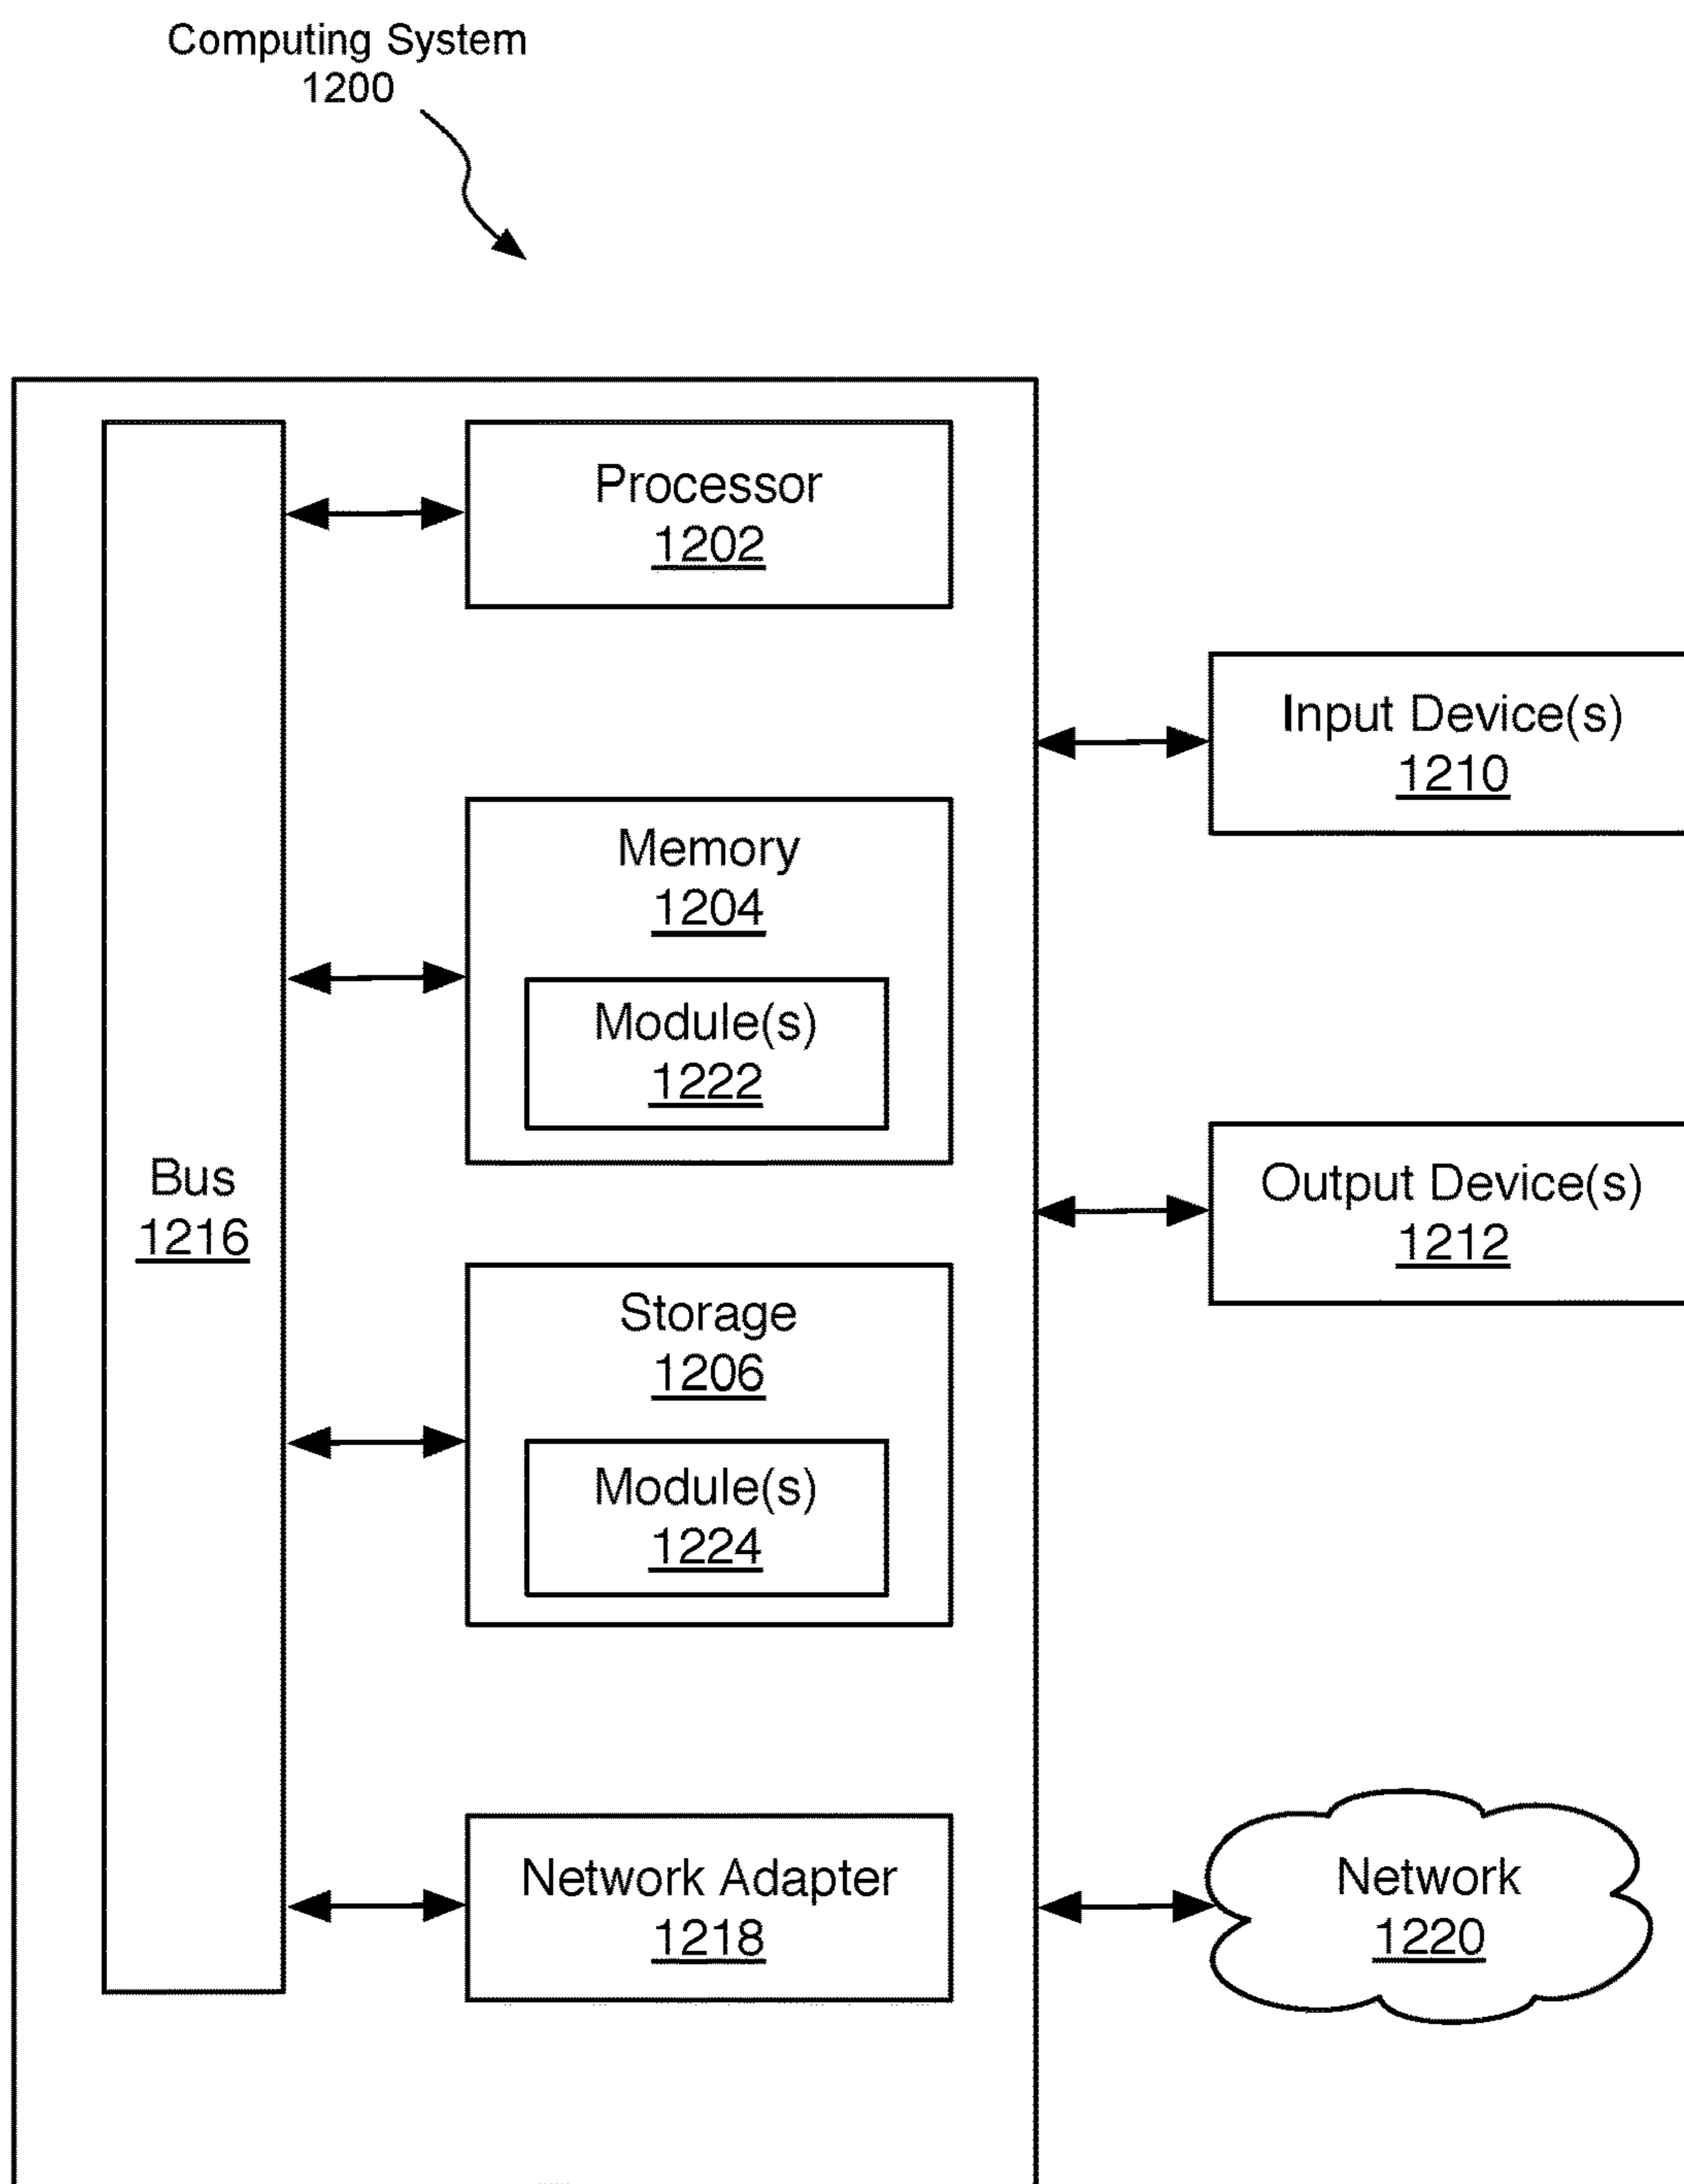 Computing System
1200
Processor
1202
Input Device(s)
1210
Memory
1204
Module(s)
1222
Bus
1216
Output Device(s)
1212
Storage
1206
Module(s)
1224
Network Adapter
1218
Network
1220